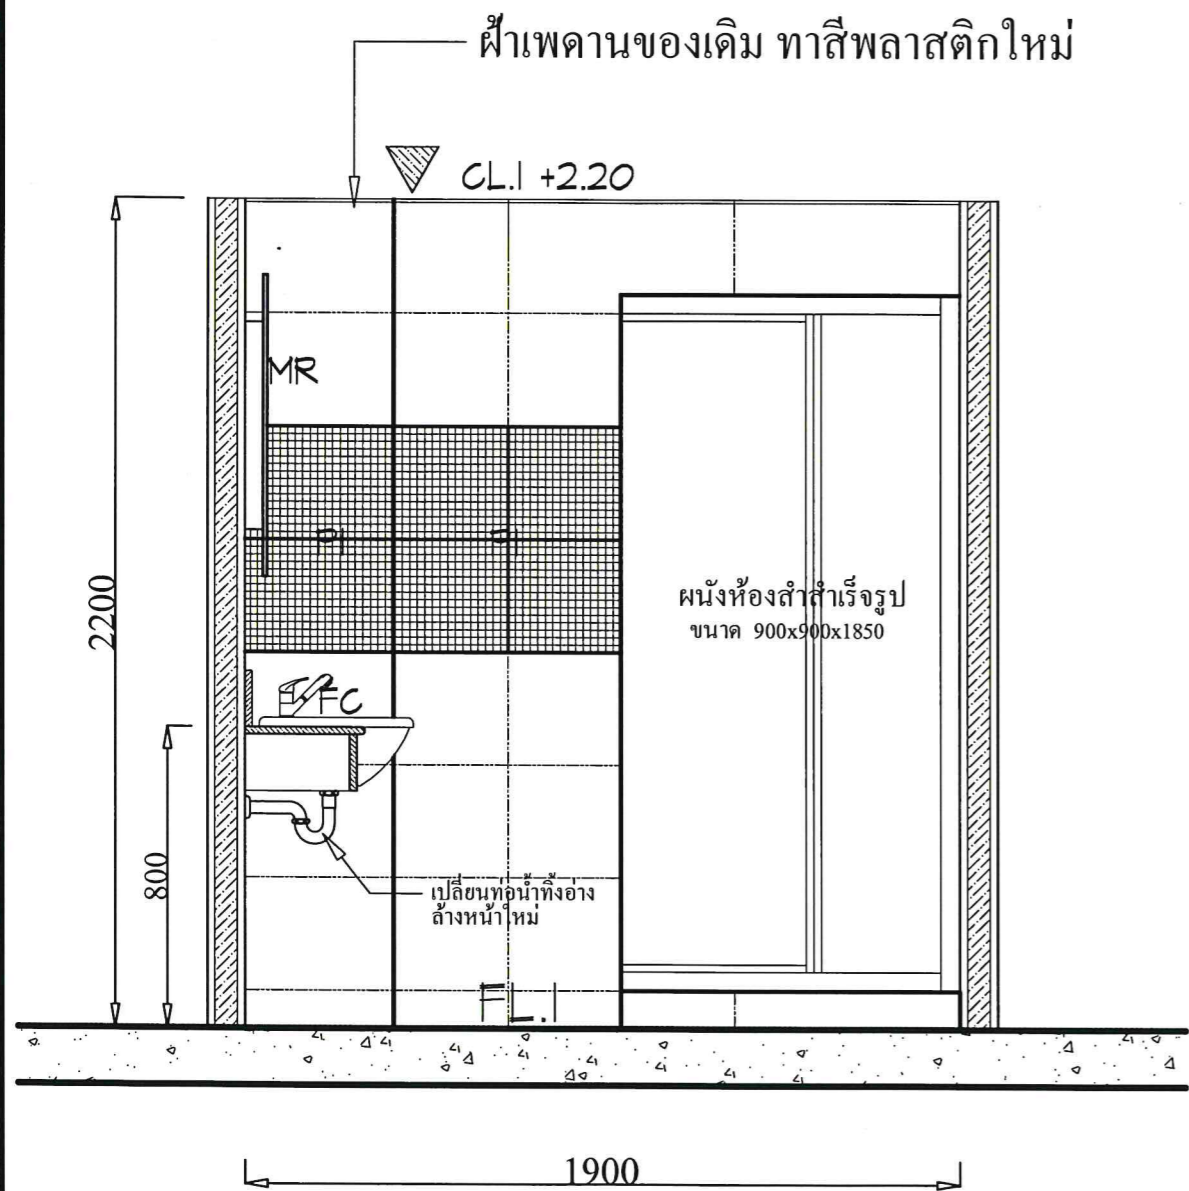 ฝ้าเพดานของเดิม ทาสีพลาสติกใหม่
CL.1 +2.20
MR
2200
ผนังห้องสำสำเร็จรูป
ขนาด 900x900x1850
FC
800
เปลี่ยนท่อน้ำทิ้งอ่าง
ล้างหน้าใหม่
FL.1
1900